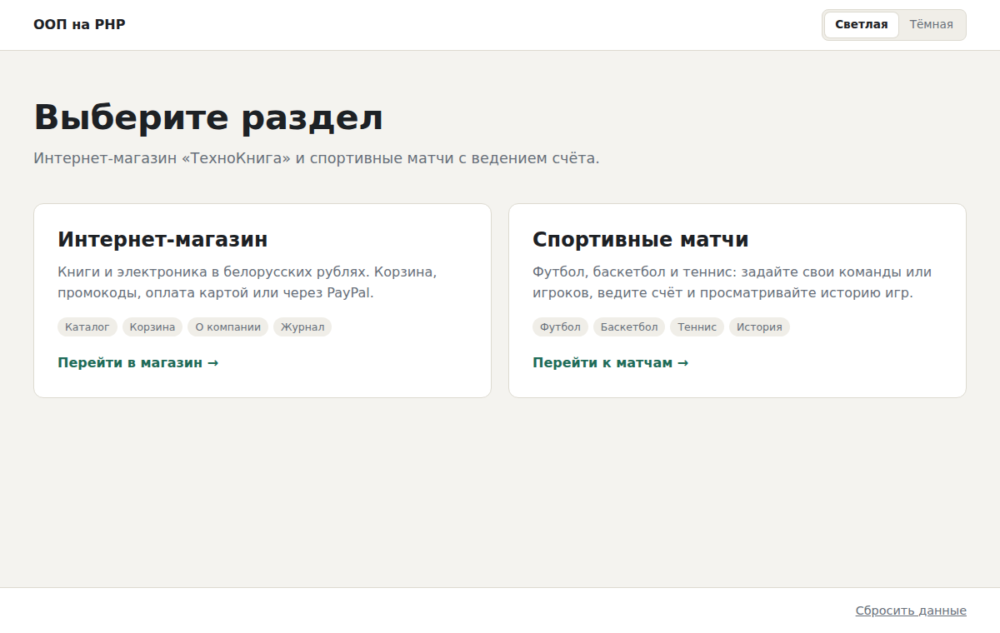 ООП на PHP
Светлая
Тёмная
Выберите раздел
Интернет-магазин «ТехноКнига» и спортивные матчи с ведением счёта.
Интернет-магазин
Книги и электроника в белорусских рублях. Корзина,
промокоды, оплата картой или через PayPal.
Каталог
Корзина
О компании
Журнал
Перейти в магазин →
Спортивные матчи
Футбол, баскетбол и теннис: задайте свои команды или
игроков, ведите счёт и просматривайте историю игр.
Футбол
Баскетбол
Теннис
История
Перейти к матчам →
Сбросить данные